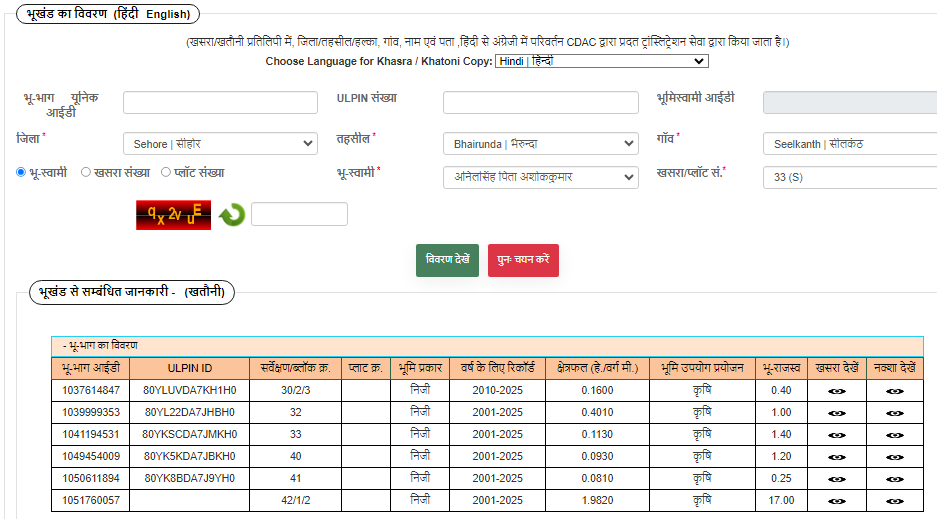 भूखंड का विवरण (हिंदी English)
(खसरा/खतौनी प्रतिलिपी में, जिला/तहसील/हल्का, गांव, नाम एवं पता ,हिंदी से अंग्रेजी में परिवर्तन CDAC द्वारा प्रदत ट्रांस्लिट्रेशन सेवा द्वारा किया जाता है।)
Choose Language for Khasra / Khatoni Copy: Hindi | हिन्दी
भू-भाग यूनिक आईडी ULPIN संख्या भूमिस्वामी आईडी
जिला * Sehore | सीहोर तहसील * Bhairunda | भैरुन्दा गाँव * Seelkanth | सीलकंठ
भू-स्वामी खसरा संख्या प्लॉट संख्या भू-स्वामी * अनिलसिंह पिता अशोककुमार खसरा/प्लॉट सं.* 33 (S)
qx2vuE
विवरण देखें पुनः चयन करें
भूखंड से सम्बंधित जानकारी - (खतौनी)
- भू-भाग का विवरण
भू-भाग आईडी ULPIN ID सर्वेक्षण/ब्लॉक क्र. प्लाट क्र. भूमि प्रकार वर्ष के लिए रिकॉर्ड क्षेत्रफल (हे./वर्ग मी.) भूमि उपयोग प्रयोजन भू-राजस्व खसरा देखें नक्शा देखें
1037614847 80YLUVDA7KH1H0 30/2/3 निजी 2010-2025 0.1600 कृषि 0.40
1039999353 80YL22DA7JHBH0 32 निजी 2001-2025 0.4010 कृषि 1.00
1041194531 80YKSCDA7JMKH0 33 निजी 2001-2025 0.1130 कृषि 1.40
1049454009 80YK5KDA7JBKH0 40 निजी 2001-2025 0.0930 कृषि 1.20
1050611894 80YK8BDA7J9YH0 41 निजी 2001-2025 0.0810 कृषि 0.25
1051760057 42/1/2 निजी 2001-2025 1.9820 कृषि 17.00